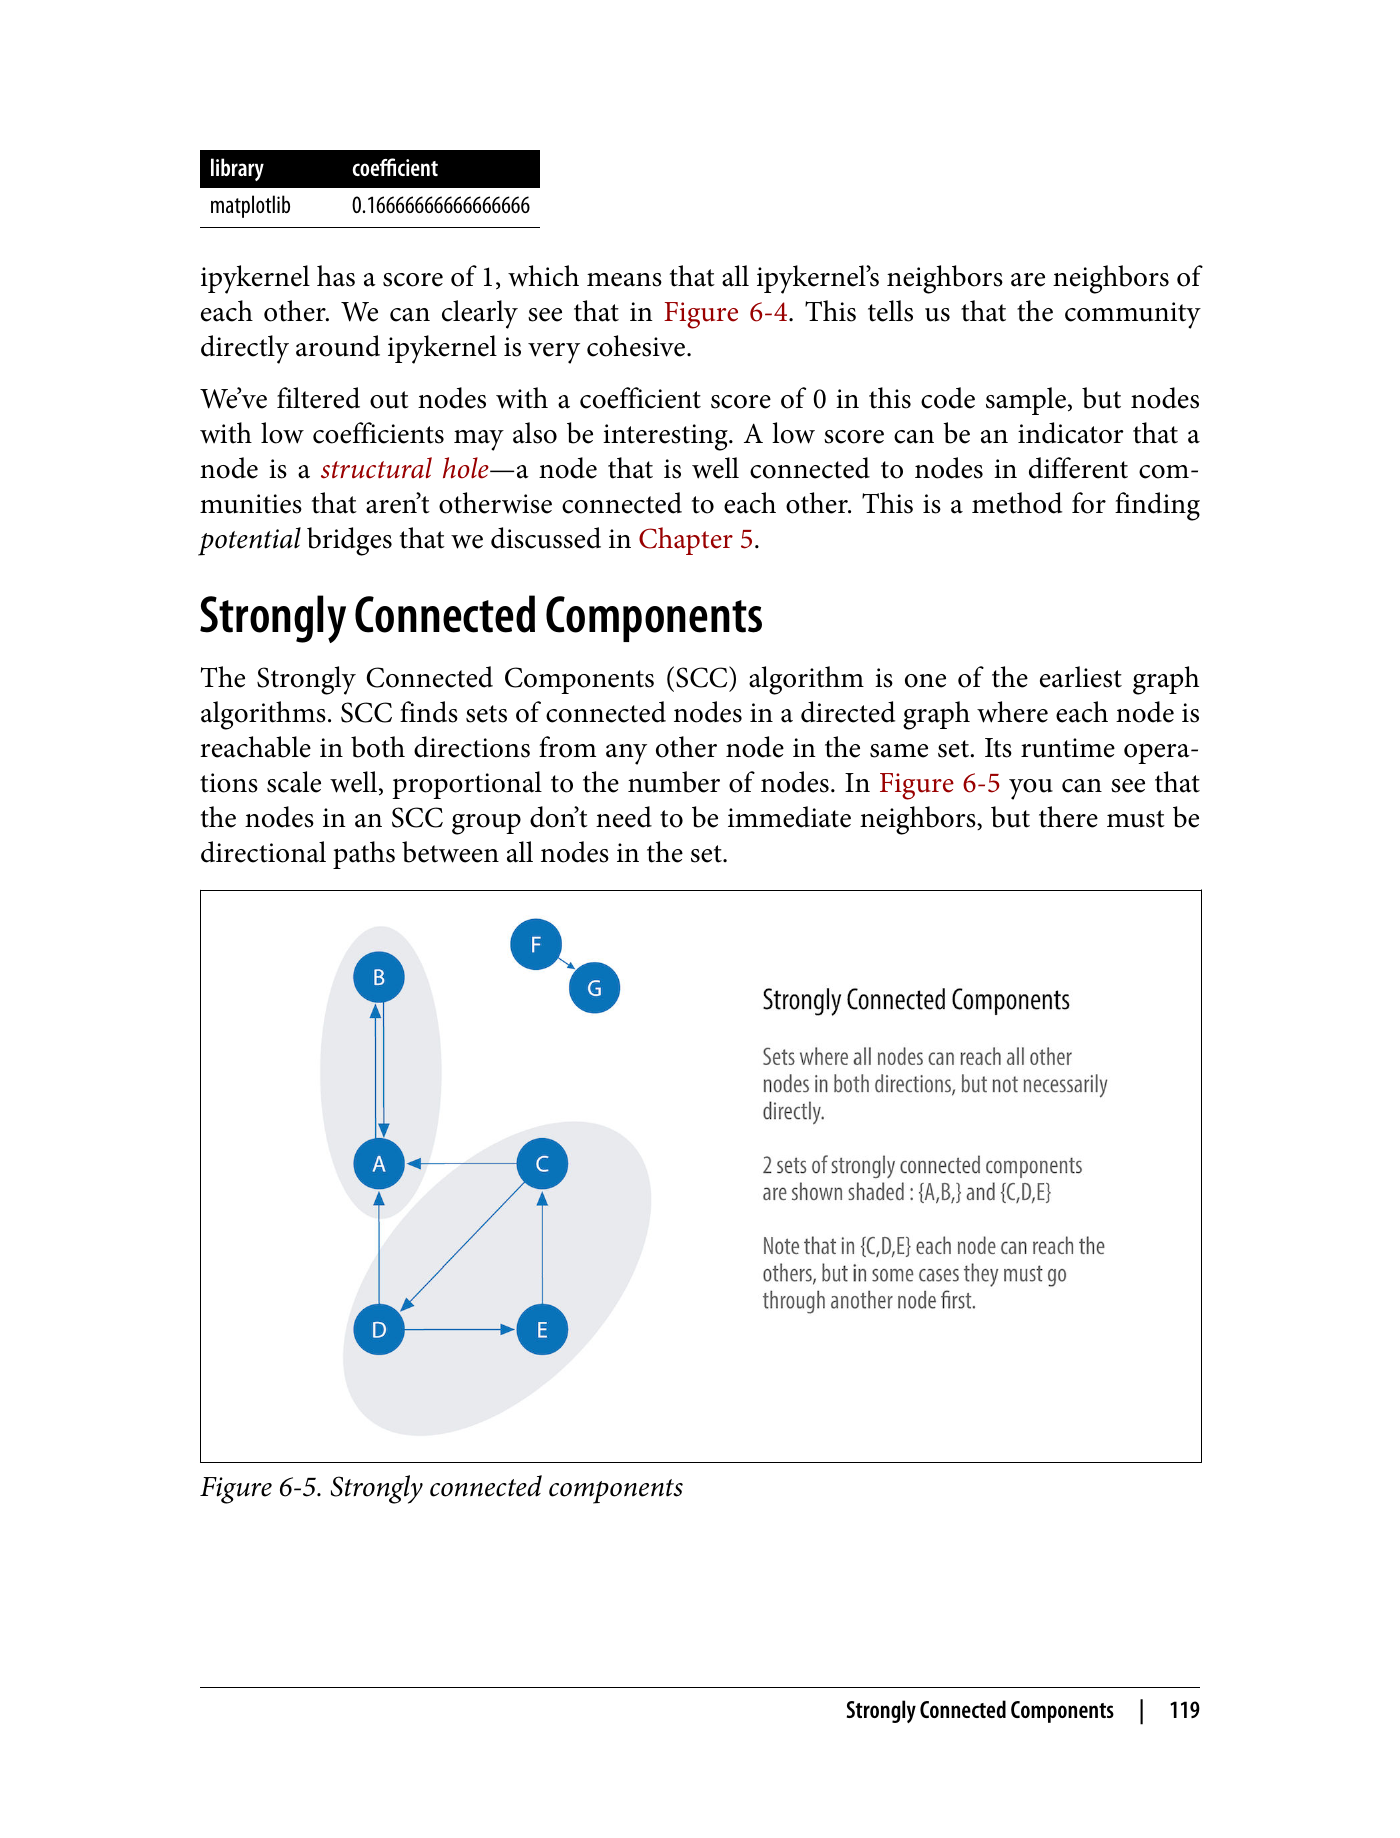 library coefficient
matplotlib 0.16666666666666666
ipykernel has a score of 1, which means that all ipykernel’s neighbors are neighbors of
each other. We can clearly see that in Figure 6-4. This tells us that the community
directly around ipykernel is very cohesive.
We’ve filtered out nodes with a coefficient score of 0 in this code sample, but nodes
with low coefficients may also be interesting. A low score can be an indicator that a
node is a structural hole—a node that is well connected to nodes in different com-
munities that aren’t otherwise connected to each other. This is a method for finding
potential bridges that we discussed in Chapter 5.
Strongly Connected Components
The Strongly Connected Components (SCC) algorithm is one of the earliest graph
algorithms. SCC finds sets of connected nodes in a directed graph where each node is
reachable in both directions from any other node in the same set. Its runtime opera-
tions scale well, proportional to the number of nodes. In Figure 6-5 you can see that
the nodes in an SCC group don’t need to be immediate neighbors, but there must be
directional paths between all nodes in the set.
F
B
G
A
C
D
E
Strongly Connected Components
Sets where all nodes can reach all other
nodes in both directions, but not necessarily
directly.
2 sets of strongly connected components
are shown shaded : {A,B,} and {C,D,E}
Note that in {C,D,E} each node can reach the
others, but in some cases they must go
through another node first.
Figure 6-5. Strongly connected components
Strongly Connected Components | 119